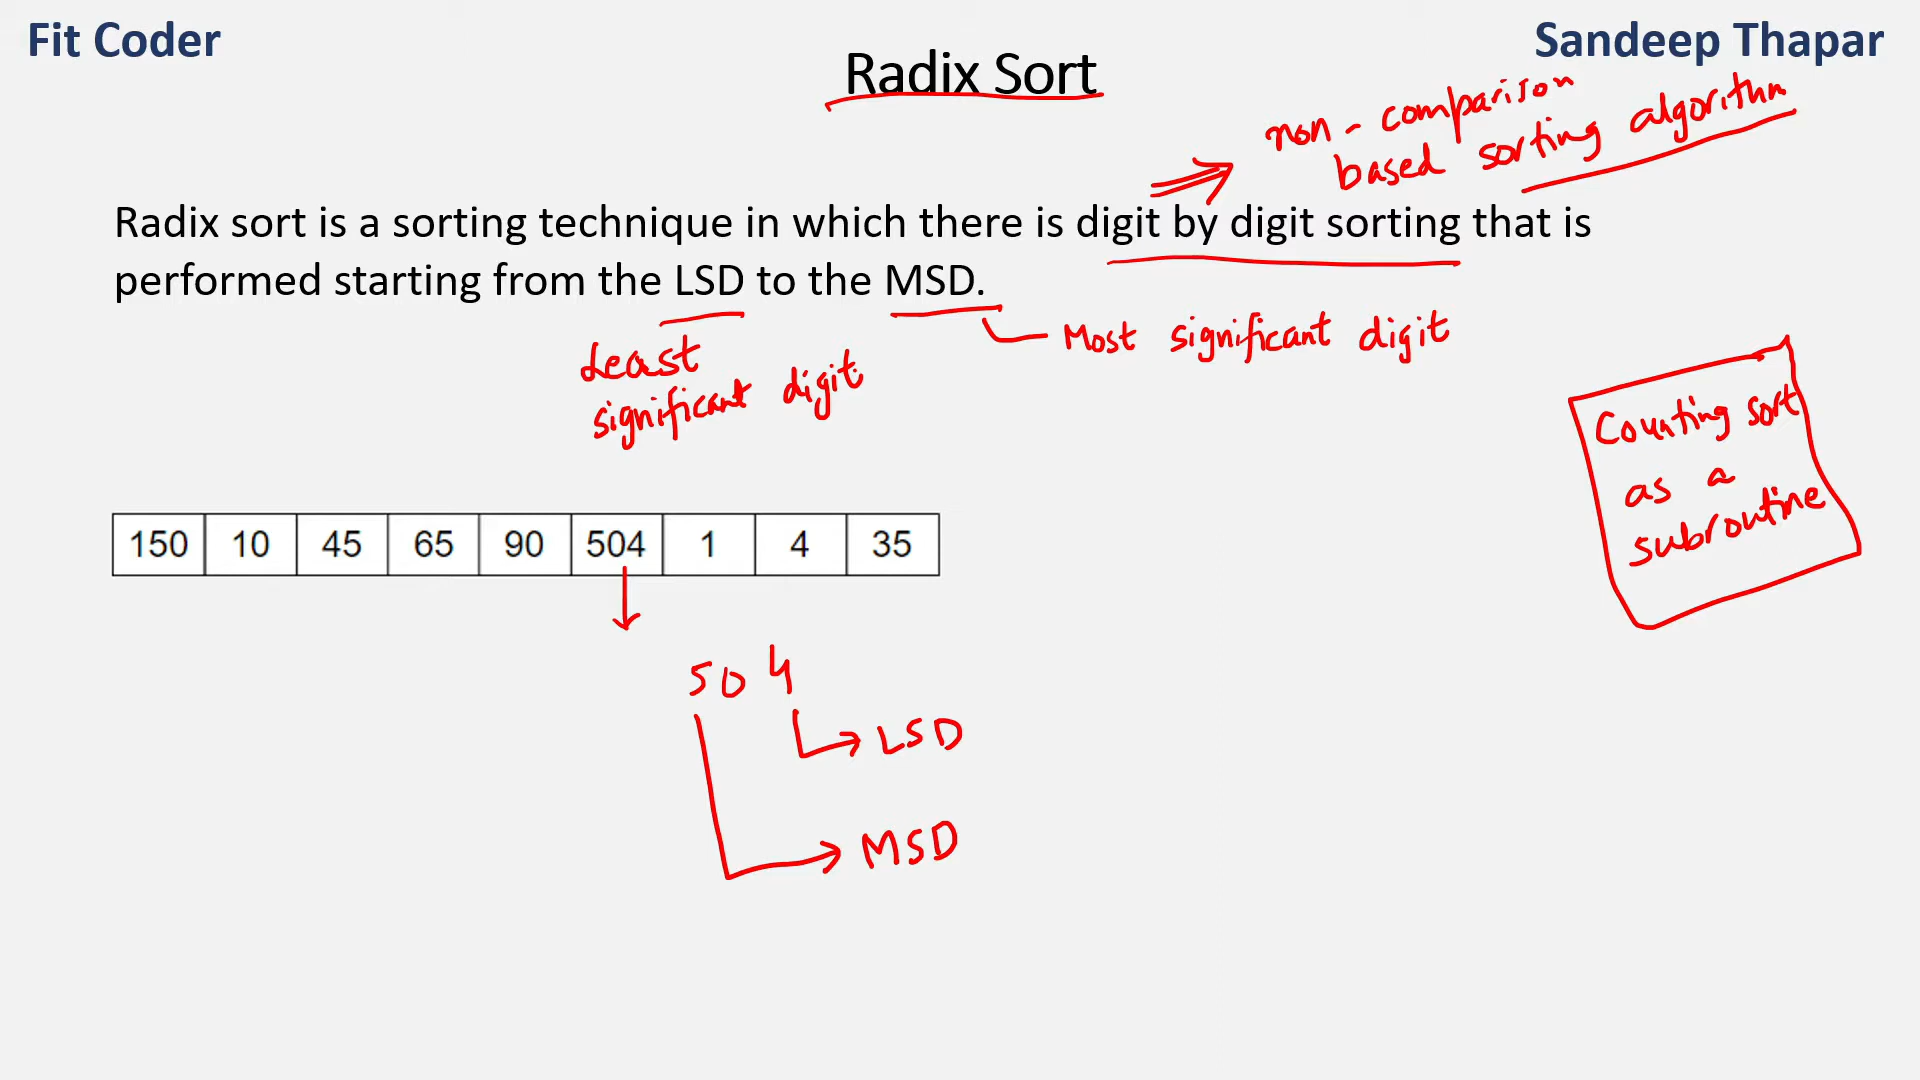 Fit Coder
Sandeep Thapar
Radix Sort
non - comparison
based sorting algorithm
Radix sort is a sorting technique in which there is digit by digit sorting that is
performed starting from the LSD to the MSD.
Most significant digit
Least
significant digit
Counting sort
as a
subroutine
150 10 45 65 90 504 1 4 35
504
LSD
MSD